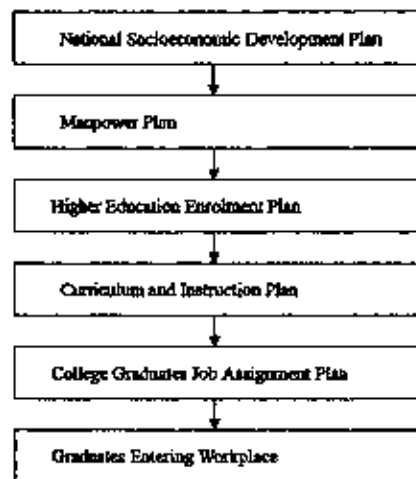 National Socioeconomic Development Plan
Manpower Plan
Higher Education Enrolment Plan
Curriculum and Instruction Plan
College Graduates Job Assignment Plan
Graduates Entering Workplace